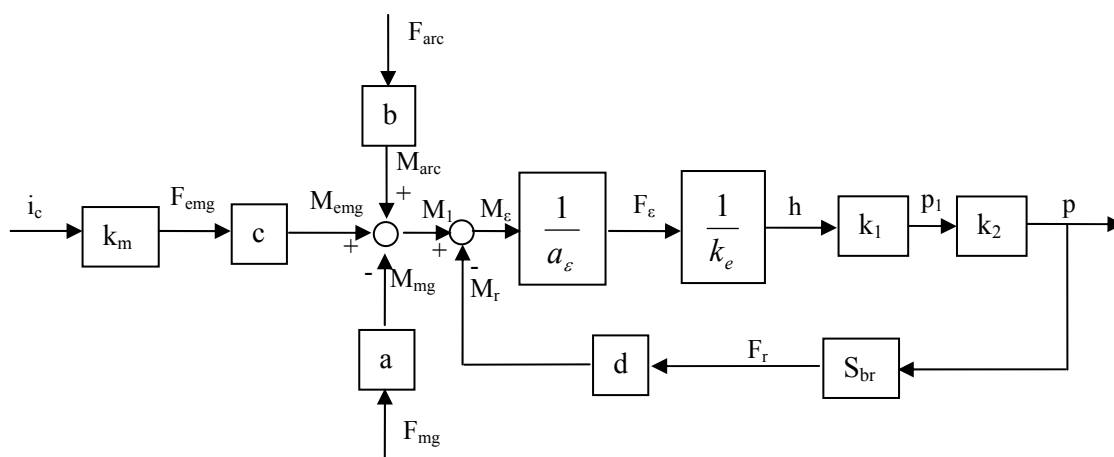 F_arc
b
M_arc
+
i_c
k_m
F_emg
c
M_emg
+
-
M_mg
M_1
+
M_ε
-
M_r
1
a_ε
F_ε
1
k_e
h
k_1
p_1
k_2
p
a
F_mg
d
F_r
S_br